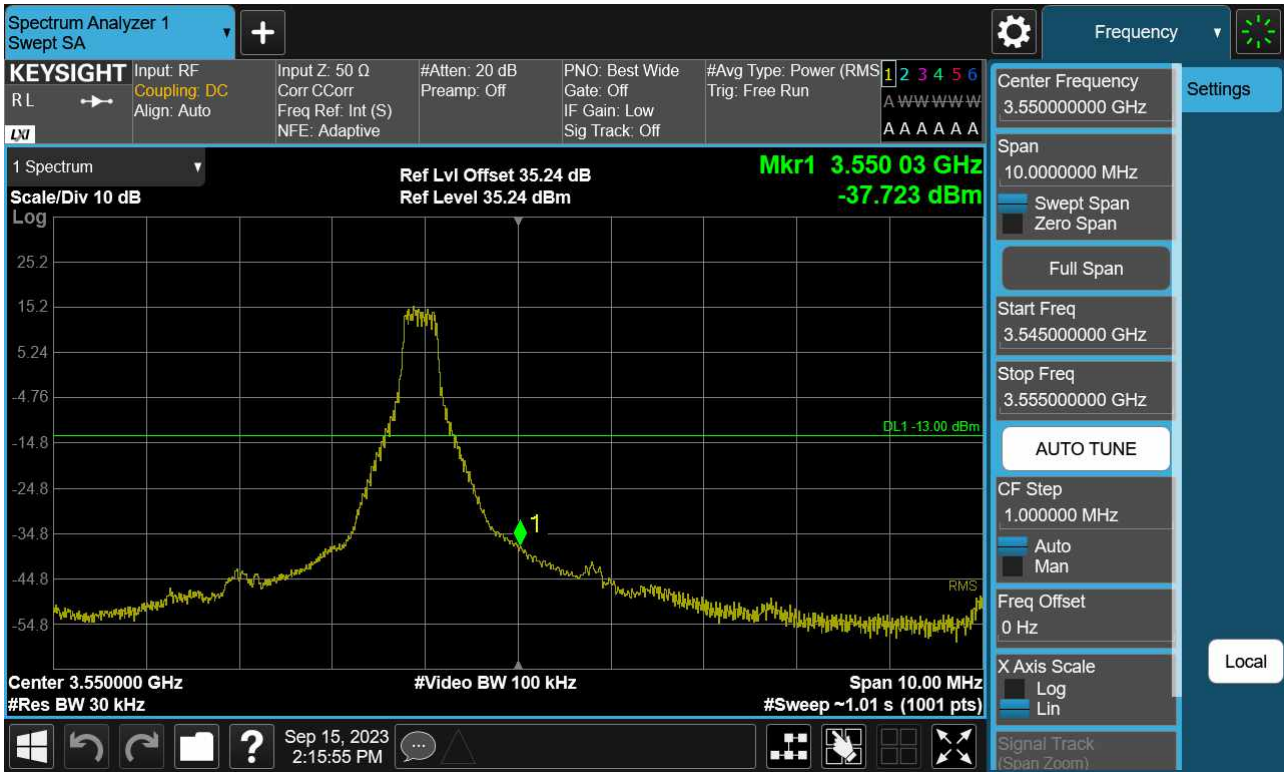 Spectrum Analyzer 1
Swept SA
Frequency
KEYSIGHT
R L
LXI
Input: RF
Coupling: DC
Align: Auto
Input Z: 50 Ω
Corr CCorr
Freq Ref: Int (S)
NFE: Adaptive
#Atten: 20 dB
Preamp: Off
PNO: Best Wide
Gate: Off
IF Gain: Low
Sig Track: Off
#Avg Type: Power (RMS
Trig: Free Run
1 2 3 4 5 6
A W W W W W
A A A A A A
1 Spectrum
Scale/Div 10 dB
Ref Lvl Offset 35.24 dB
Ref Level 35.24 dBm
Mkr1 3.550 03 GHz
-37.723 dBm
Log
25.2
15.2
5.24
-4.76
-14.8
-24.8
-34.8
-44.8
-54.8
DL1 -13.00 dBm
1
RMS
Center 3.550000 GHz
#Res BW 30 kHz
#Video BW 100 kHz
Span 10.00 MHz
#Sweep ~1.01 s (1001 pts)
Center Frequency
3.550000000 GHz
Settings
Span
10.0000000 MHz
Swept Span
Zero Span
Full Span
Start Freq
3.545000000 GHz
Stop Freq
3.555000000 GHz
AUTO TUNE
CF Step
1.000000 MHz
Auto
Man
Freq Offset
0 Hz
X Axis Scale
Log
Lin
Signal Track
(Span Zoom)
Local
?
Sep 15, 2023
2:15:55 PM